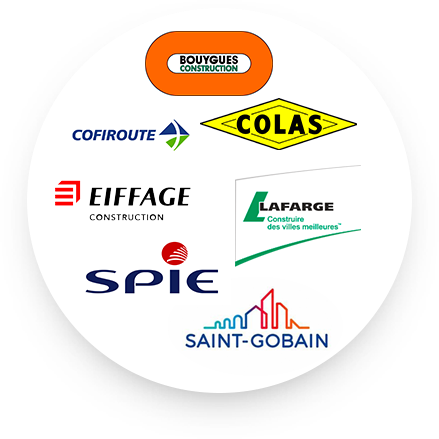 BOUYGUES
CONSTRUCTION
COFIROUTE
COLAS
EIFFAGE
CONSTRUCTION
LAFARGE
Construire
des villes meilleures™
SPIE
SAINT-GOBAIN